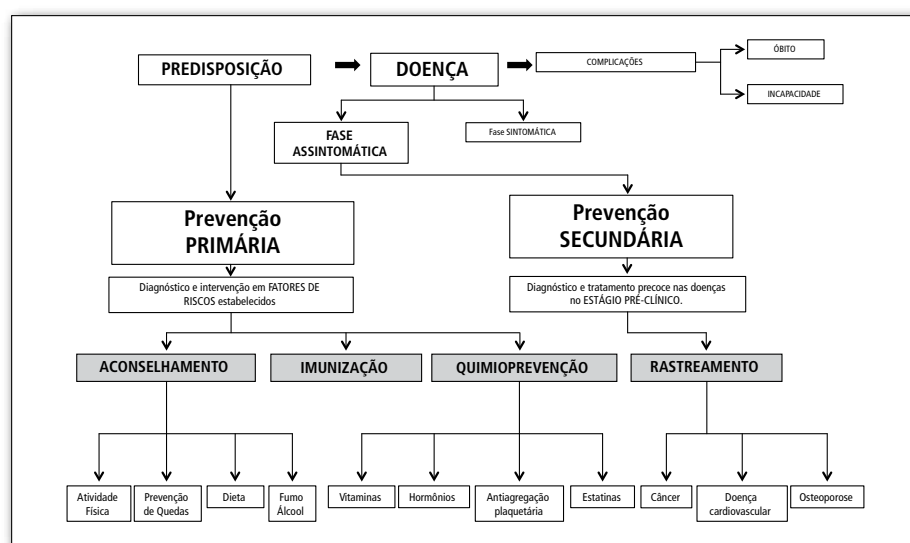 PREDISPOSIÇÃO
DOENÇA
COMPLICAÇÕES
ÓBITO
INCAPACIDADE
FASE
ASSINTOMÁTICA
Fase SINTOMÁTICA
Prevenção
PRIMÁRIA
Prevenção
SECUNDÁRIA
Diagnóstico e intervenção em FATORES DE
RISCOS estabelecidos
Diagnóstico e tratamento precoce nas doenças
no ESTÁGIO PRÉ-CLÍNICO.
ACONSELHAMENTO
IMUNIZAÇÃO
QUIMIOPREVENÇÃO
RASTREAMENTO
Atividade
Física
Prevenção
de Quedas
Dieta
Fumo
Álcool
Vitaminas
Hormônios
Antiagregação
plaquetária
Estatinas
Câncer
Doença
cardiovascular
Osteoporose